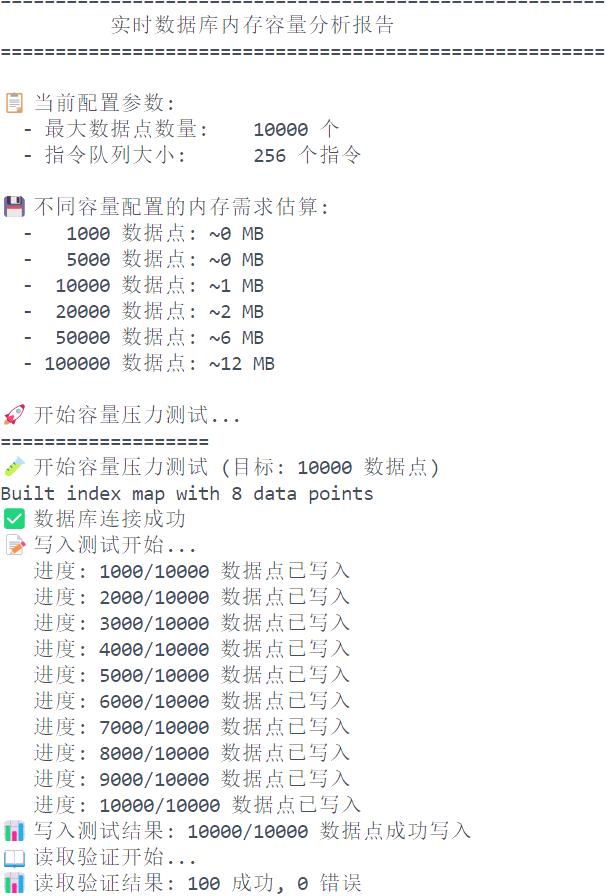 =======================================================
实时数据库内存容量分析报告
=======================================================
📋 当前配置参数:
- 最大数据点数量: 10000 个
- 指令队列大小: 256 个指令
💾 不同容量配置的内存需求估算:
- 1000 数据点: ~0 MB
- 5000 数据点: ~0 MB
- 10000 数据点: ~1 MB
- 20000 数据点: ~2 MB
- 50000 数据点: ~6 MB
- 100000 数据点: ~12 MB
🚀 开始容量压力测试...
===================
🧪 开始容量压力测试 (目标: 10000 数据点)
Built index map with 8 data points
✅ 数据库连接成功
📝 写入测试开始...
进度: 1000/10000 数据点已写入
进度: 2000/10000 数据点已写入
进度: 3000/10000 数据点已写入
进度: 4000/10000 数据点已写入
进度: 5000/10000 数据点已写入
进度: 6000/10000 数据点已写入
进度: 7000/10000 数据点已写入
进度: 8000/10000 数据点已写入
进度: 9000/10000 数据点已写入
进度: 10000/10000 数据点已写入
📊 写入测试结果: 10000/10000 数据点成功写入
📖 读取验证开始...
📊 读取验证结果: 100 成功, 0 错误